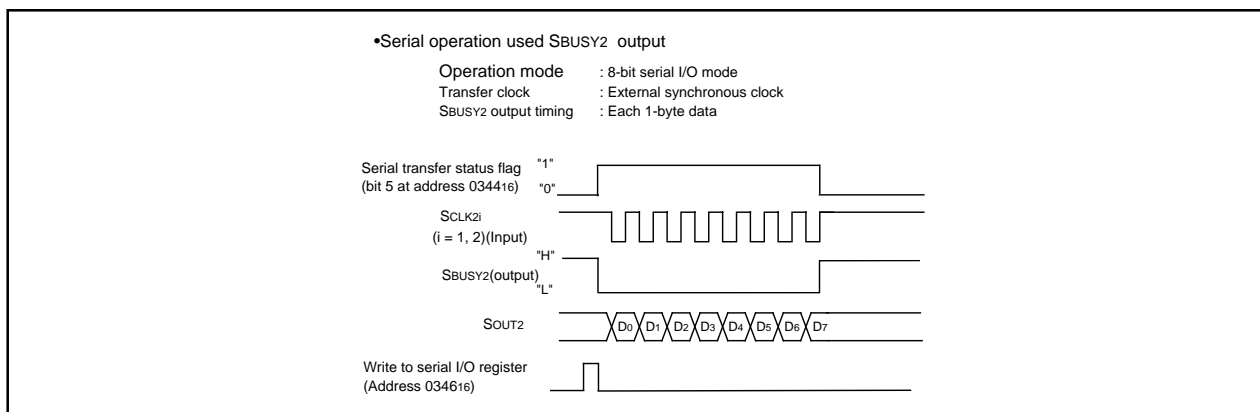 •Serial operation used SBUSY2 output
Operation mode : 8-bit serial I/O mode
Transfer clock : External synchronous clock
SBUSY2 output timing : Each 1-byte data
Serial transfer status flag "1"
(bit 5 at address 034416) "0"
SCLK2i
(i = 1, 2)(Input)
"H"
SBUSY2(output)
"L"
SOUT2 D0 D1 D2 D3 D4 D5 D6 D7
Write to serial I/O register
(Address 034616)